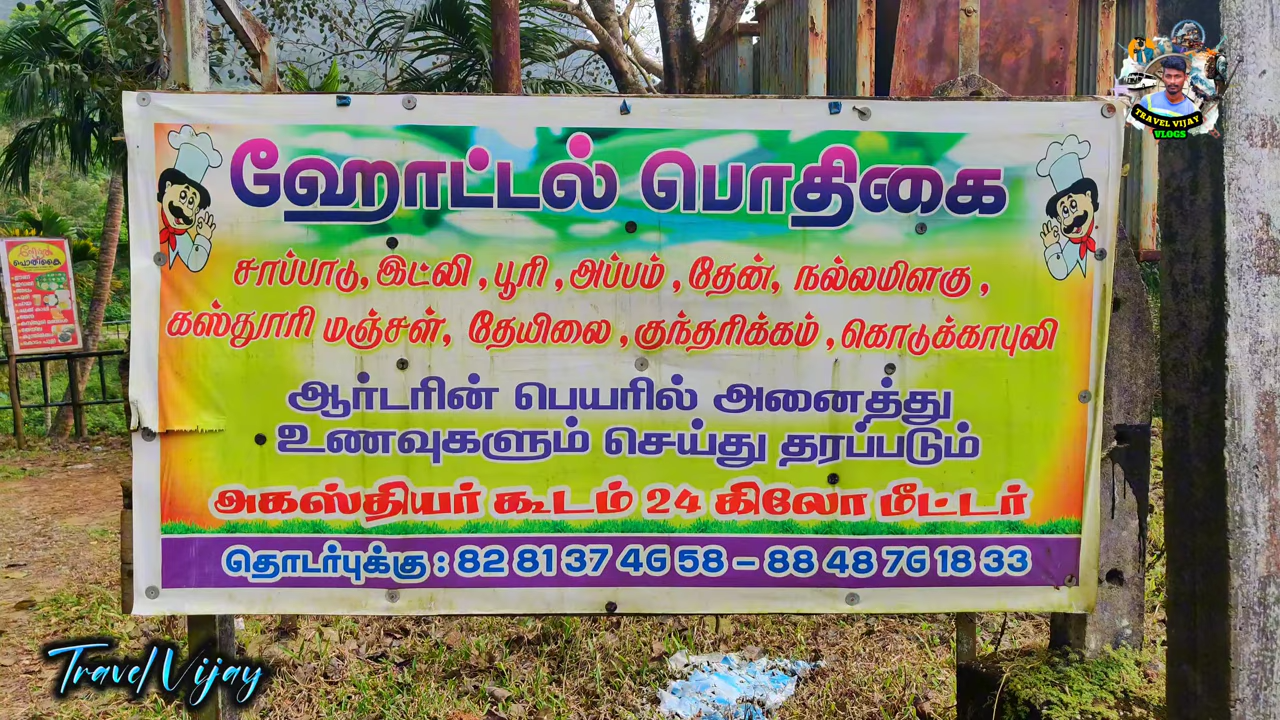 TRAVEL VIJAY
VLOGS
ஹோட்டல் பொதிகை
சாப்பாடு, இட்லி , பூரி , அப்பம் , தேன், நல்லமிளகு ,
கஸ்தூரி மஞ்சள், தேயிலை , குந்தரிக்கம் , கொடுக்காபுலி
ஆர்டரின் பெயரில் அனைத்து
உணவுகளும் செய்து தரப்படும்
அகஸ்தியர் கூடம் 24 கிலோ மீட்டர்
தொடர்புக்கு : 82 81 37 46 58 – 88 48 76 18 33
பொதிகை
Travel Vijay